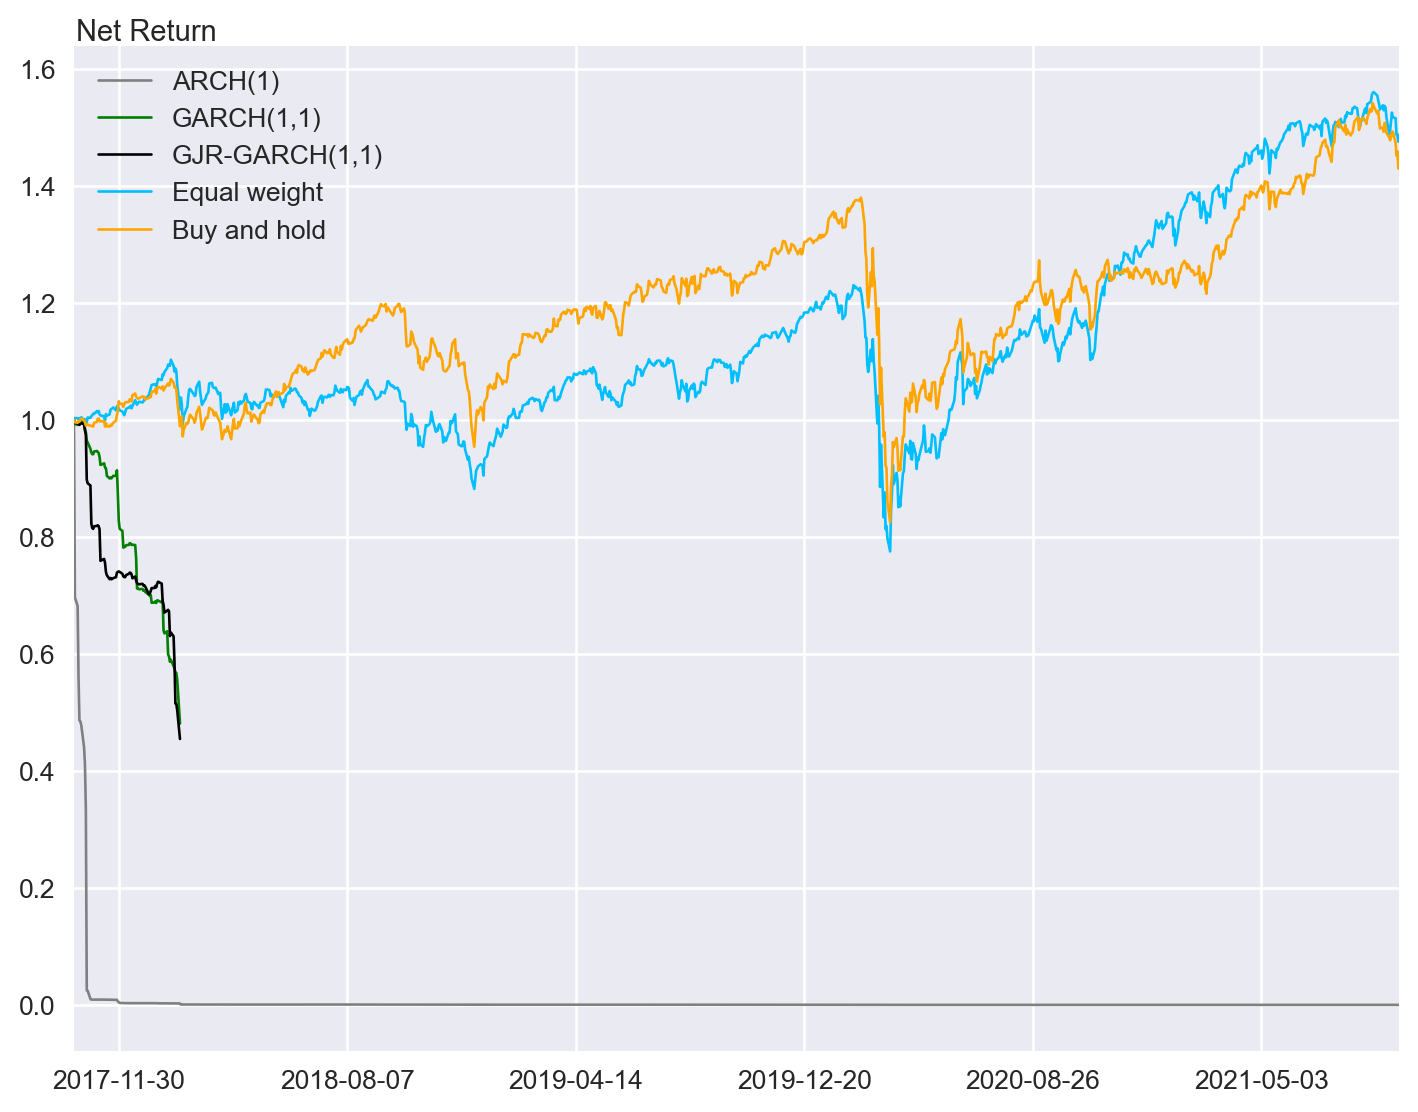 Net Return
1.6
1.4
1.2
1.0
0.8
0.6
0.4
0.2
0.0
ARCH(1)
GARCH(1,1)
GJR-GARCH(1,1)
Equal weight
Buy and hold
2017-11-30 2018-08-07 2019-04-14 2019-12-20 2020-08-26 2021-05-03